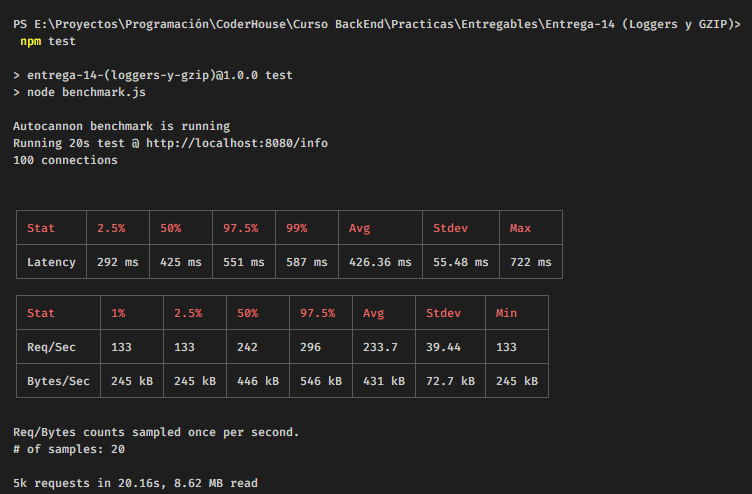 PS E:\Proyectos\Programación\CoderHouse\Curso BackEnd\Practicas\Entregables\Entrega-14 (Loggers y GZIP)>
npm test
> entrega-14-(loggers-y-gzip)@1.0.0 test
> node benchmark.js
Autocannon benchmark is running
Running 20s test @ http://localhost:8080/info
100 connections
Stat 2.5% 50% 97.5% 99% Avg Stdev Max
Latency 292 ms 425 ms 551 ms 587 ms 426.36 ms 55.48 ms 722 ms
Stat 1% 2.5% 50% 97.5% Avg Stdev Min
Req/Sec 133 133 242 296 233.7 39.44 133
Bytes/Sec 245 kB 245 kB 446 kB 546 kB 431 kB 72.7 kB 245 kB
Req/Bytes counts sampled once per second.
# of samples: 20
5k requests in 20.16s, 8.62 MB read